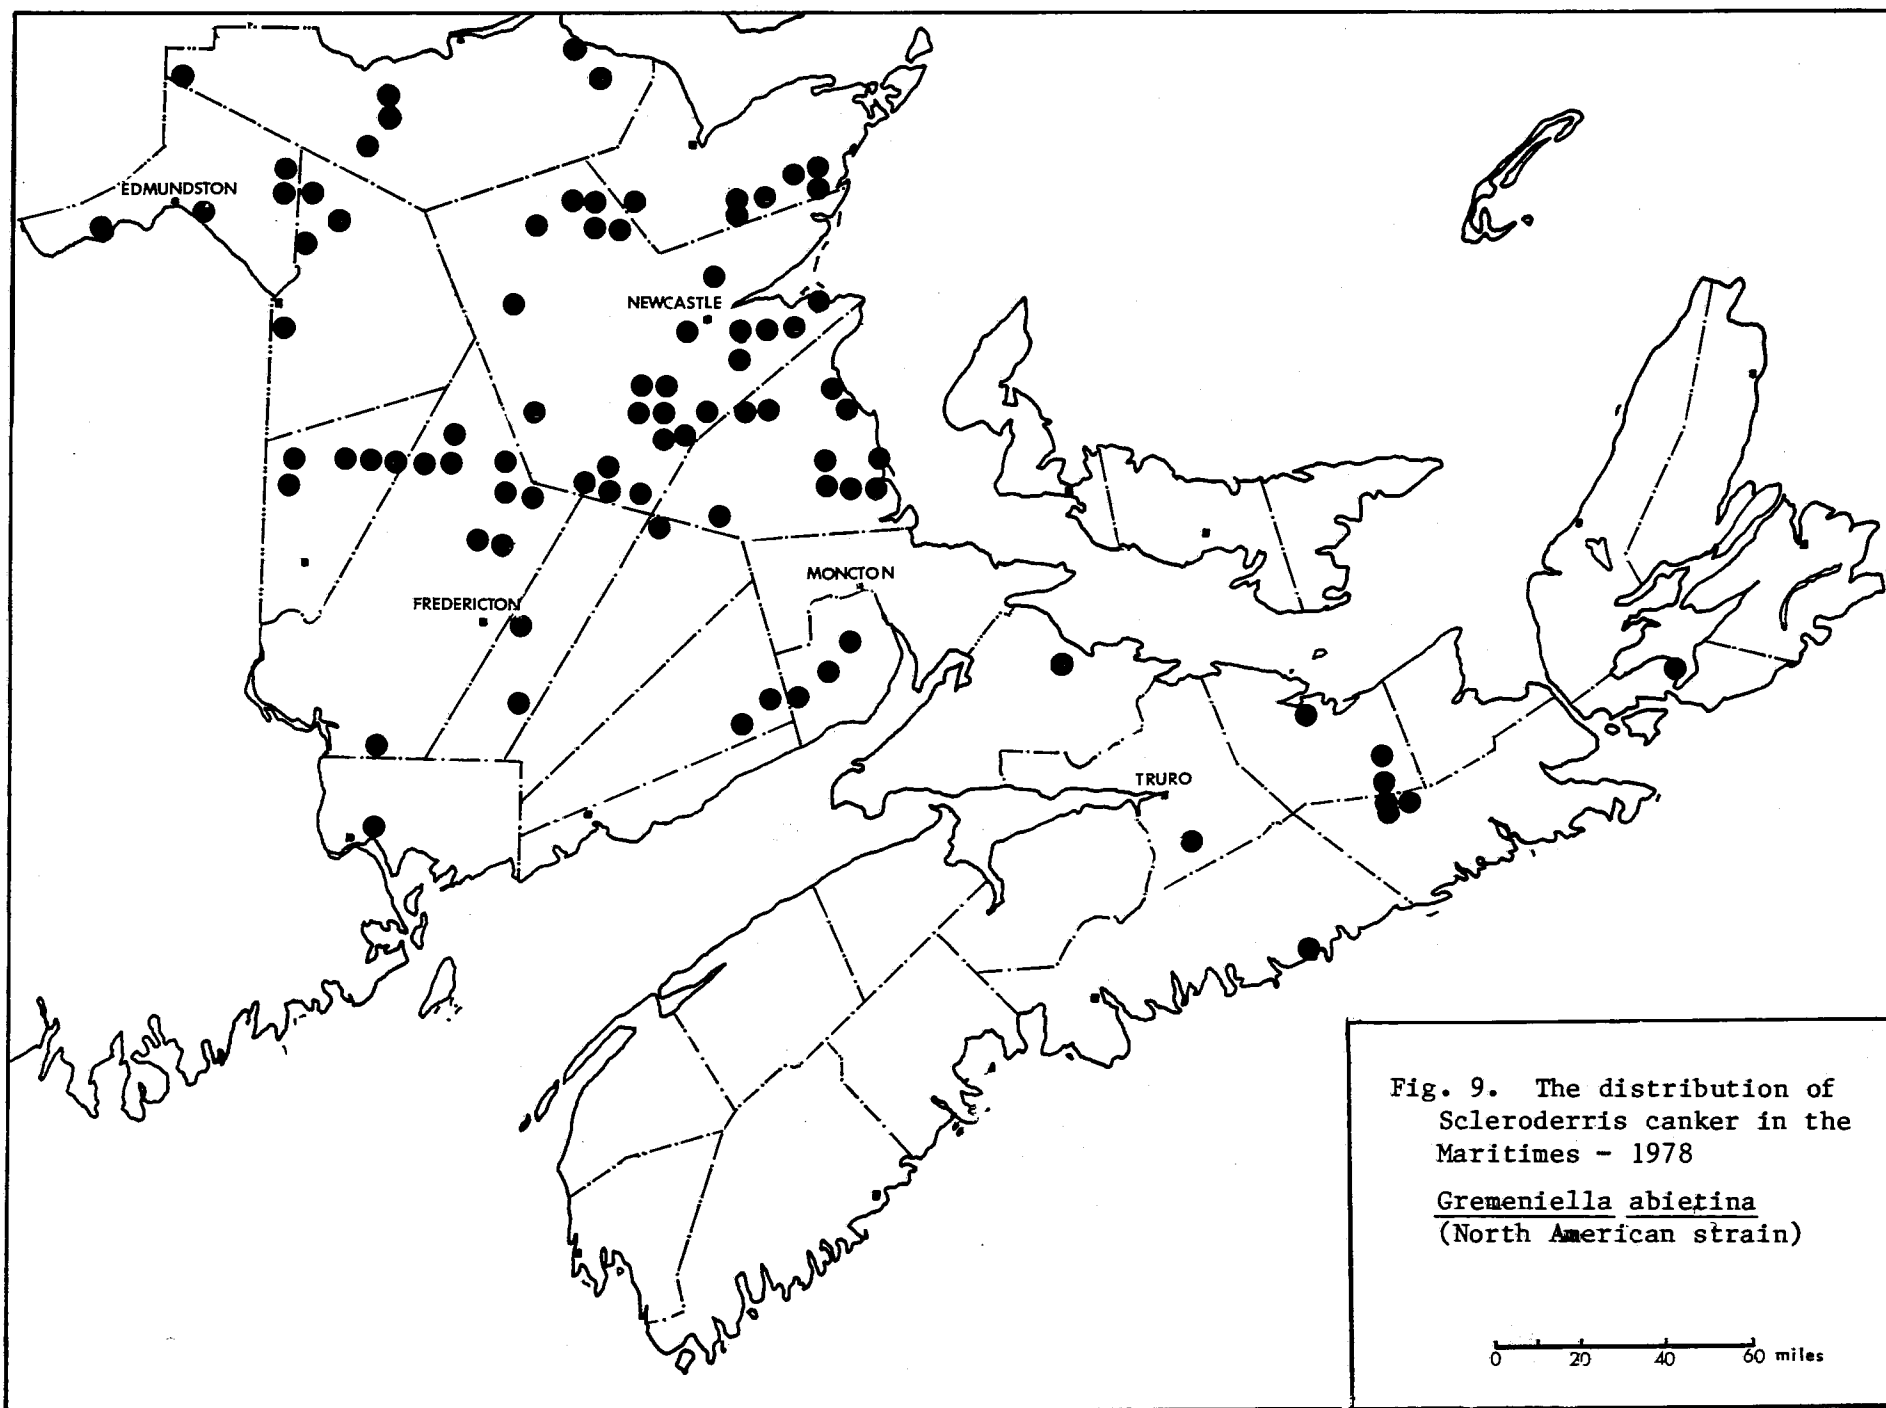 EDMUNDSTON
NEWCASTLE
MONCTON
FREDERICTON
TRURO
Fig. 9. The distribution of
Scleroderris canker in the
Maritimes - 1978
Gremeniella abietina
(North American strain)
0 20 40 60 miles